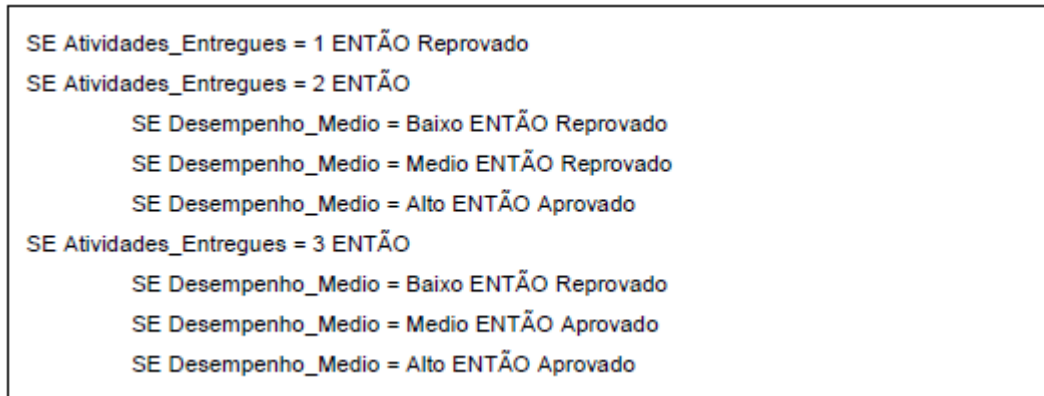 SE Atividades_Entregues = 1 ENTÃO Reprovado
SE Atividades_Entregues = 2 ENTÃO
SE Desempenho_Medio = Baixo ENTÃO Reprovado
SE Desempenho_Medio = Medio ENTÃO Reprovado
SE Desempenho_Medio = Alto ENTÃO Aprovado
SE Atividades_Entregues = 3 ENTÃO
SE Desempenho_Medio = Baixo ENTÃO Reprovado
SE Desempenho_Medio = Medio ENTÃO Aprovado
SE Desempenho_Medio = Alto ENTÃO Aprovado